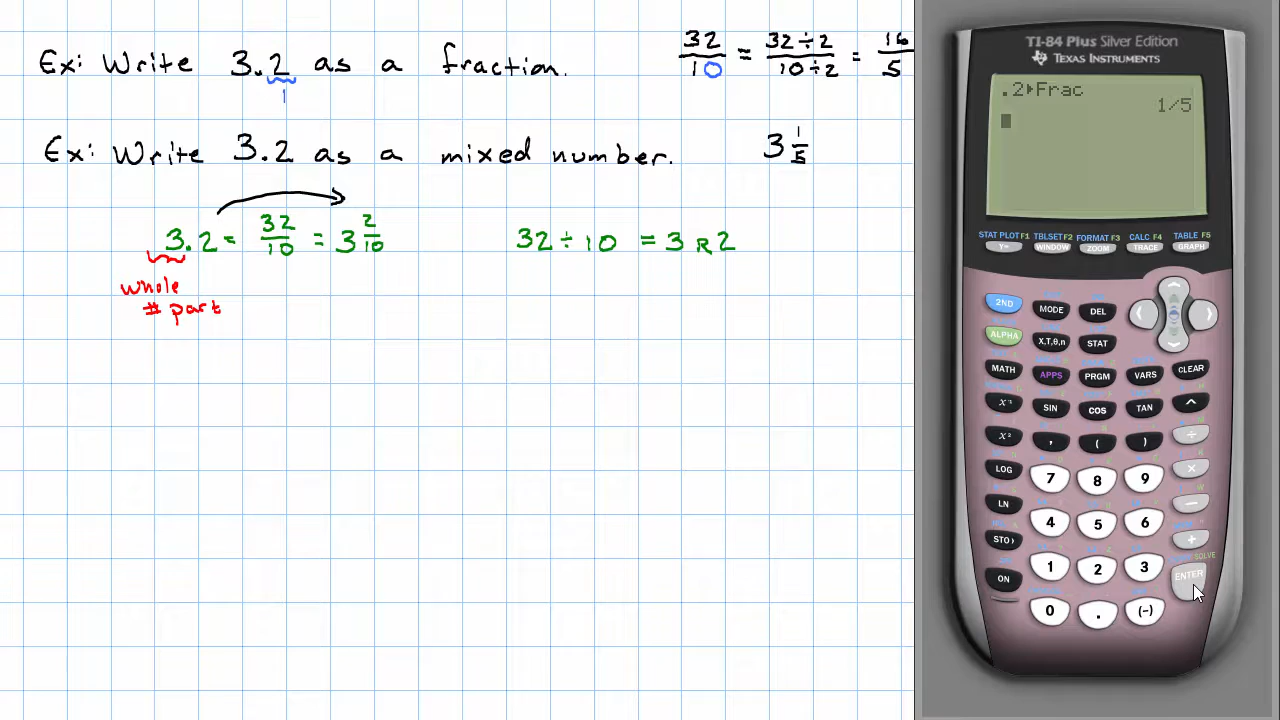 Ex: Write 3.2 as a fraction. 32/10 = 32÷2/10÷2 = 16/5
1
Ex: Write 3.2 as a mixed number. 3 1/5
3.2 = 32/10 = 3 2/10 32 ÷ 10 = 3 R2
whole
# part
TI-84 Plus Silver Edition
TEXAS INSTRUMENTS
.2▸Frac
1/5
STAT PLOT F1 TBLSET F2 FORMAT F3 CALC F4 TABLE F5
Y= WINDOW ZOOM TRACE GRAPH
2ND MODE DEL
ALPHA X,T,θ,n STAT
MATH APPS PRGM VARS CLEAR
x⁻¹ SIN COS TAN ^
x² , ( ) ÷
LOG 7 8 9 ×
LN 4 5 6 −
STO› 1 2 3 +
SOLVE
ON 0 . (-) ENTER